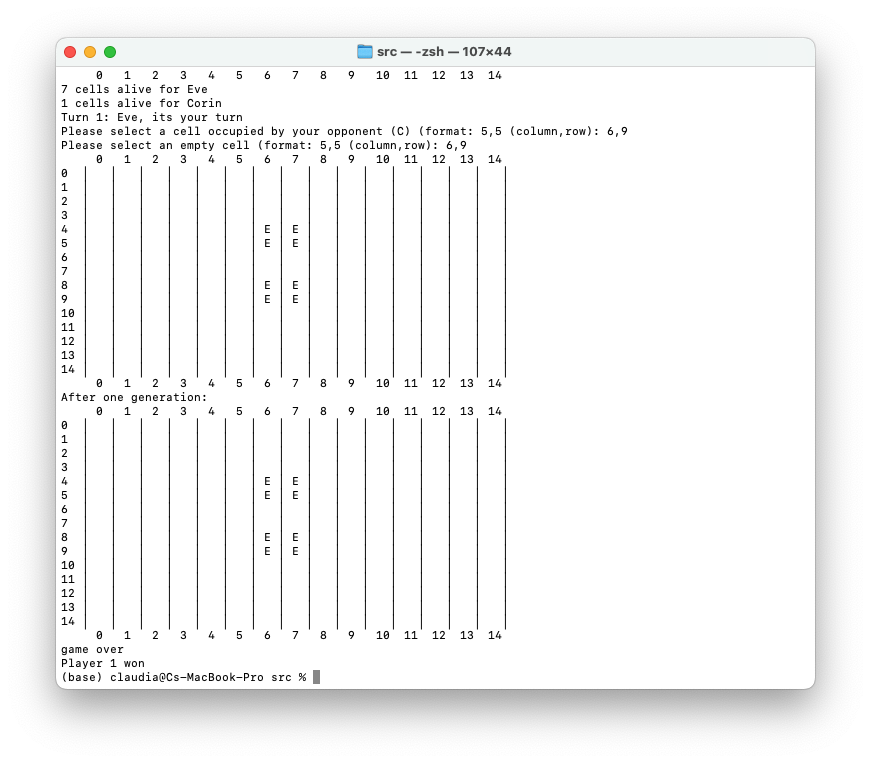 src — -zsh — 107×44
0 1 2 3 4 5 6 7 8 9 10 11 12 13 14
7 cells alive for Eve
1 cells alive for Corin
Turn 1: Eve, its your turn
Please select a cell occupied by your opponent (C) (format: 5,5 (column,row): 6,9
Please select an empty cell (format: 5,5 (column,row): 6,9
0 1 2 3 4 5 6 7 8 9 10 11 12 13 14
0 | | | | | | | | | | | | | | | |
1 | | | | | | | | | | | | | | | |
2 | | | | | | | | | | | | | | | |
3 | | | | | | | | | | | | | | | |
4 | | | | | | | E | E | | | | | | | |
5 | | | | | | | E | E | | | | | | | |
6 | | | | | | | | | | | | | | | |
7 | | | | | | | | | | | | | | | |
8 | | | | | | | E | E | | | | | | | |
9 | | | | | | | E | E | | | | | | | |
10 | | | | | | | | | | | | | | | |
11 | | | | | | | | | | | | | | | |
12 | | | | | | | | | | | | | | | |
13 | | | | | | | | | | | | | | | |
14 | | | | | | | | | | | | | | | |
0 1 2 3 4 5 6 7 8 9 10 11 12 13 14
After one generation:
0 1 2 3 4 5 6 7 8 9 10 11 12 13 14
0 | | | | | | | | | | | | | | | |
1 | | | | | | | | | | | | | | | |
2 | | | | | | | | | | | | | | | |
3 | | | | | | | | | | | | | | | |
4 | | | | | | | E | E | | | | | | | |
5 | | | | | | | E | E | | | | | | | |
6 | | | | | | | | | | | | | | | |
7 | | | | | | | | | | | | | | | |
8 | | | | | | | E | E | | | | | | | |
9 | | | | | | | E | E | | | | | | | |
10 | | | | | | | | | | | | | | | |
11 | | | | | | | | | | | | | | | |
12 | | | | | | | | | | | | | | | |
13 | | | | | | | | | | | | | | | |
14 | | | | | | | | | | | | | | | |
0 1 2 3 4 5 6 7 8 9 10 11 12 13 14
game over
Player 1 won
(base) claudia@Cs-MacBook-Pro src %